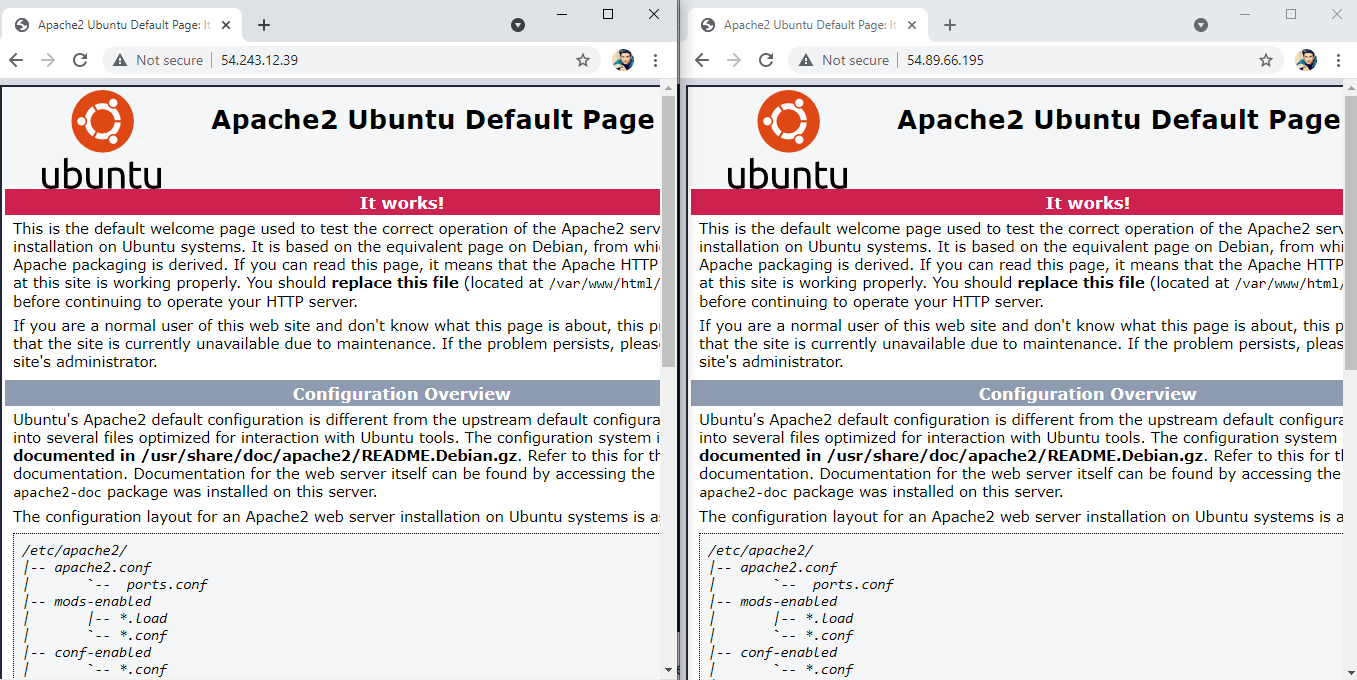 Apache2 Ubuntu Default Page: It
Not secure
54.243.12.39
Apache2 Ubuntu Default Page
ubuntu
It works!
This is the default welcome page used to test the correct operation of the Apache2 serv
installation on Ubuntu systems. It is based on the equivalent page on Debian, from whi
Apache packaging is derived. If you can read this page, it means that the Apache HTTP
at this site is working properly. You should replace this file (located at /var/www/html/
before continuing to operate your HTTP server.
If you are a normal user of this web site and don't know what this page is about, this p
that the site is currently unavailable due to maintenance. If the problem persists, pleas
site's administrator.
Configuration Overview
Ubuntu's Apache2 default configuration is different from the upstream default configura
into several files optimized for interaction with Ubuntu tools. The configuration system i
documented in /usr/share/doc/apache2/README.Debian.gz. Refer to this for th
documentation. Documentation for the web server itself can be found by accessing the
apache2-doc package was installed on this server.
The configuration layout for an Apache2 web server installation on Ubuntu systems is as
/etc/apache2/
|-- apache2.conf
|       `--  ports.conf
|-- mods-enabled
|       |-- *.load
|       `-- *.conf
|-- conf-enabled
|       `-- *.conf
Apache2 Ubuntu Default Page: It
Not secure
54.89.66.195
Apache2 Ubuntu Default Page
ubuntu
It works!
This is the default welcome page used to test the correct operation of the Apache2 serv
installation on Ubuntu systems. It is based on the equivalent page on Debian, from whi
Apache packaging is derived. If you can read this page, it means that the Apache HTTP
at this site is working properly. You should replace this file (located at /var/www/html/
before continuing to operate your HTTP server.
If you are a normal user of this web site and don't know what this page is about, this p
that the site is currently unavailable due to maintenance. If the problem persists, pleas
site's administrator.
Configuration Overview
Ubuntu's Apache2 default configuration is different from the upstream default configura
into several files optimized for interaction with Ubuntu tools. The configuration system
documented in /usr/share/doc/apache2/README.Debian.gz. Refer to this for t
documentation. Documentation for the web server itself can be found by accessing the
apache2-doc package was installed on this server.
The configuration layout for an Apache2 web server installation on Ubuntu systems is a
/etc/apache2/
|-- apache2.conf
|       `--  ports.conf
|-- mods-enabled
|       |-- *.load
|       `-- *.conf
|-- conf-enabled
|       `-- *.conf